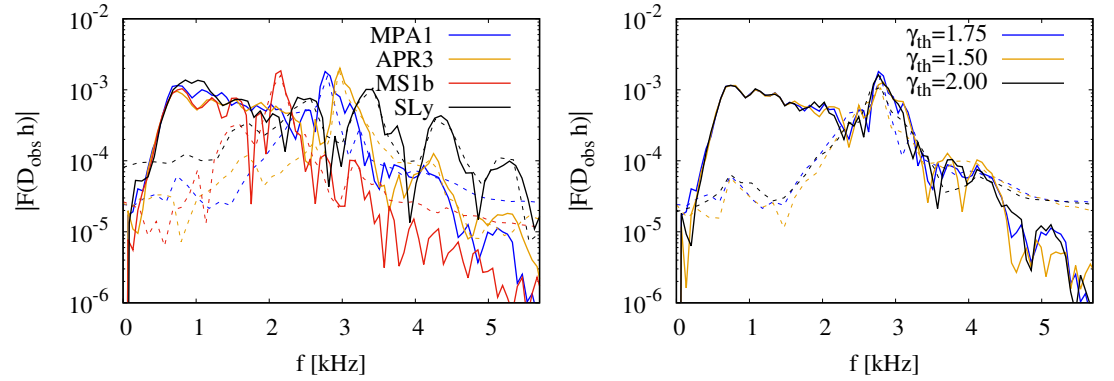 10⁻²
10⁻³
10⁻⁴
10⁻⁵
10⁻⁶
|F(D_obs h)|
MPA1
APR3
MS1b
SLy
0 1 2 3 4 5
f [kHz]
10⁻²
10⁻³
10⁻⁴
10⁻⁵
10⁻⁶
|F(D_obs h)|
γ_th=1.75
γ_th=1.50
γ_th=2.00
0 1 2 3 4 5
f [kHz]